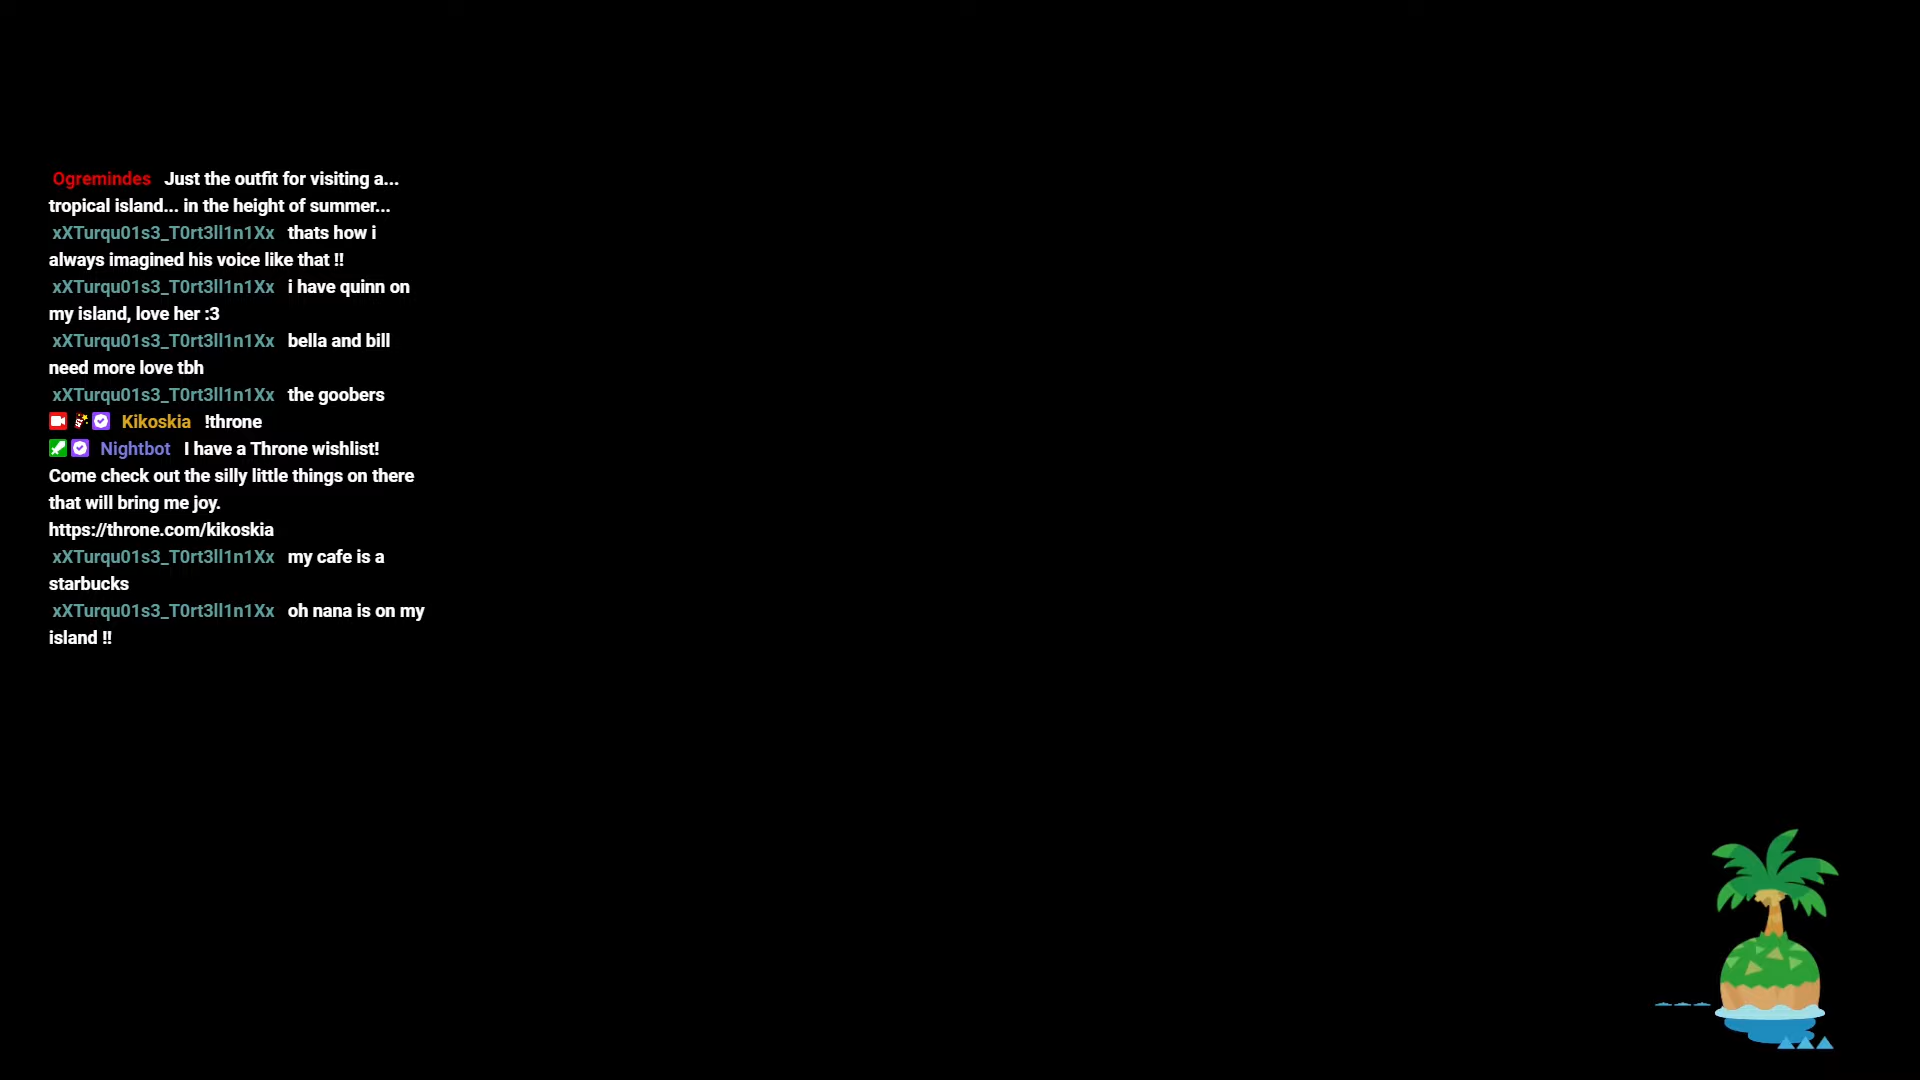 Ogremindes Just the outfit for visiting a...
tropical island... in the height of summer...
xXTurqu01s3_T0rt3ll1n1Xx thats how i
always imagined his voice like that !!
xXTurqu01s3_T0rt3ll1n1Xx i have quinn on
my island, love her :3
xXTurqu01s3_T0rt3ll1n1Xx bella and bill
need more love tbh
xXTurqu01s3_T0rt3ll1n1Xx the goobers
Kikoskia !throne
Nightbot I have a Throne wishlist!
Come check out the silly little things on there
that will bring me joy.
https://throne.com/kikoskia
xXTurqu01s3_T0rt3ll1n1Xx my cafe is a
starbucks
xXTurqu01s3_T0rt3ll1n1Xx oh nana is on my
island !!